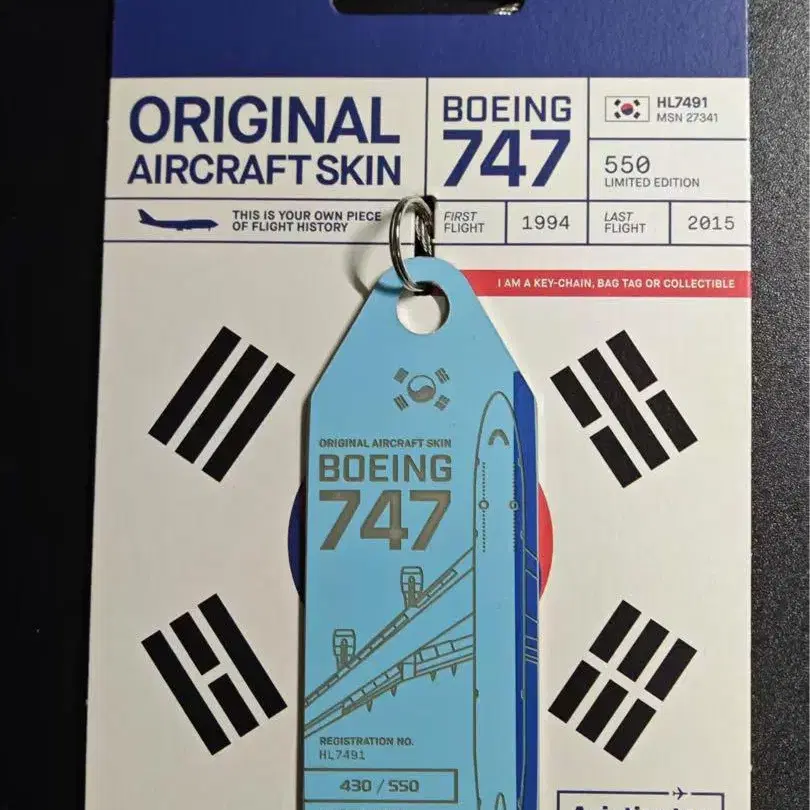 ORIGINAL
AIRCRAFT SKIN
BOEING
747
HL7491
MSN 27341
550
LIMITED EDITION
THIS IS YOUR OWN PIECE
OF FLIGHT HISTORY
FIRST
FLIGHT
1994
LAST
FLIGHT
2015
I AM A KEY-CHAIN, BAG TAG OR COLLECTIBLE
ORIGINAL AIRCRAFT SKIN
BOEING
747
REGISTRATION NO.
HL7491
430 / 550